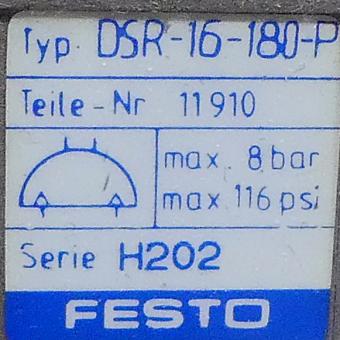 Typ DSR-16-180-P
Teile-Nr 11910
max. 8 bar
max 116 psi
Serie H202
FESTO